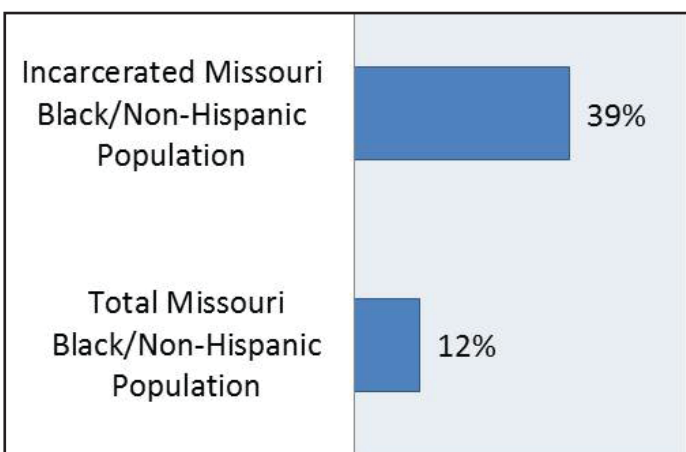 Incarcerated Missouri
Black/Non-Hispanic
Population
39%
Total Missouri
Black/Non-Hispanic
Population
12%